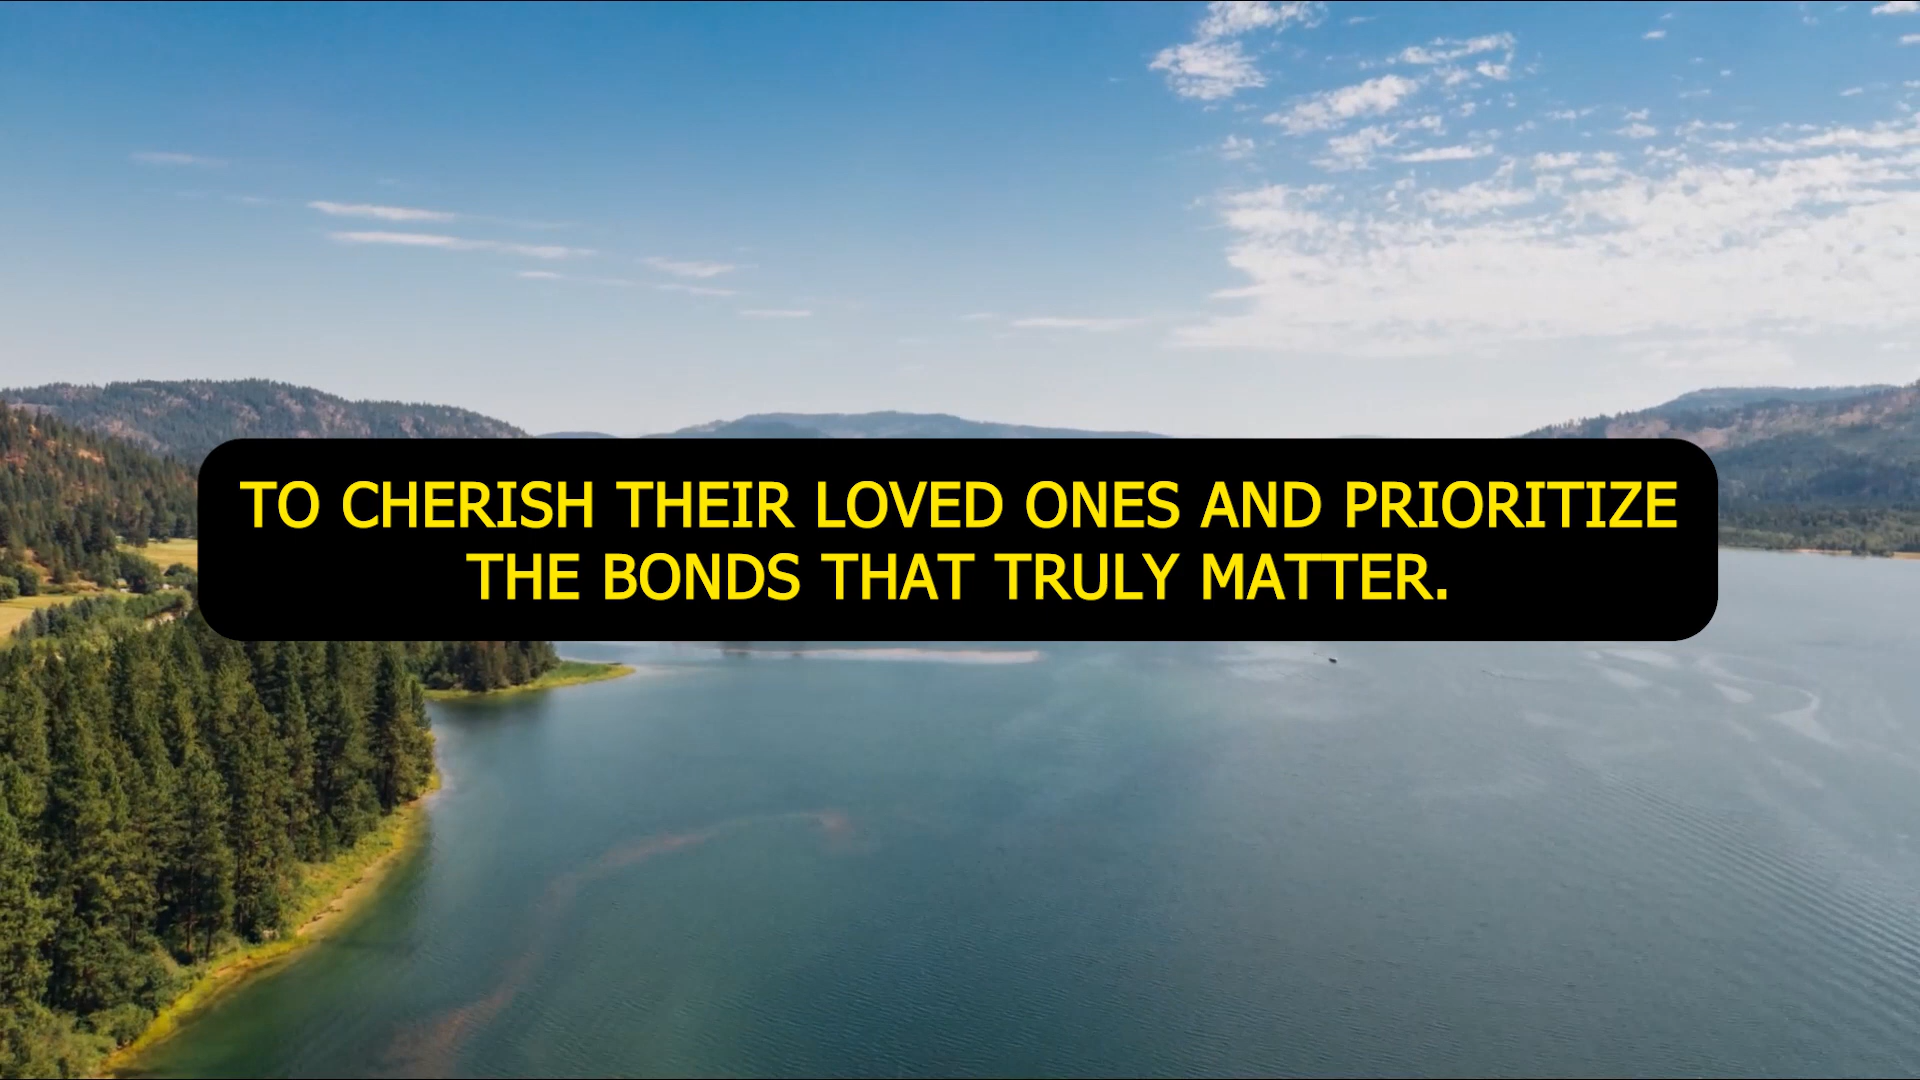 TO CHERISH THEIR LOVED ONES AND PRIORITIZE
THE BONDS THAT TRULY MATTER.